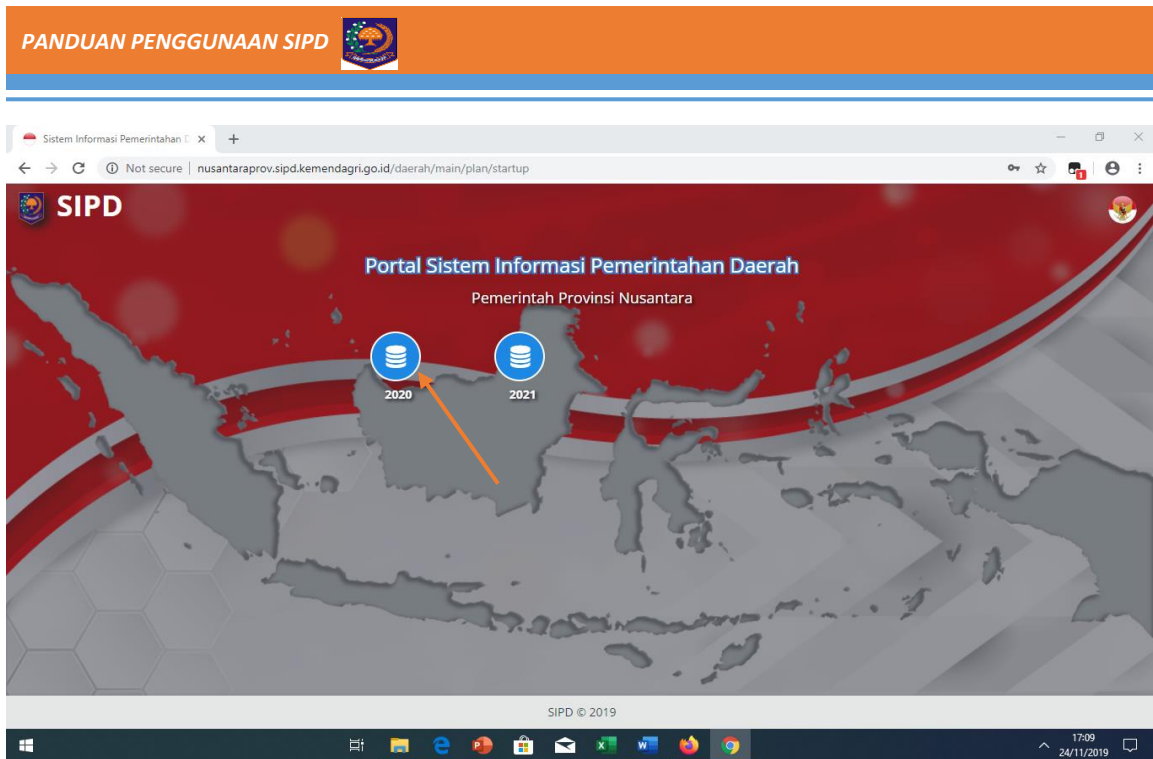 PANDUAN PENGGUNAAN SIPD
Sistem Informasi Pemerintahan D
Not secure | nusantaraprov.sipd.kemendagri.go.id/daerah/main/plan/startup
1
SIPD
Portal Sistem Informasi Pemerintahan Daerah
Pemerintah Provinsi Nusantara
2020
2021
SIPD © 2019
17:09
24/11/2019